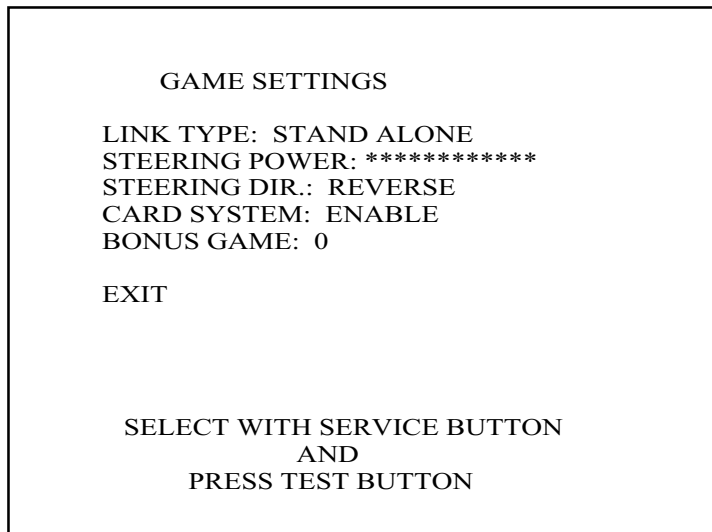 GAME SETTINGS
LINK TYPE: STAND ALONE
STEERING POWER: ************
STEERING DIR.: REVERSE
CARD SYSTEM: ENABLE
BONUS GAME: 0
EXIT
SELECT WITH SERVICE BUTTON
AND
PRESS TEST BUTTON